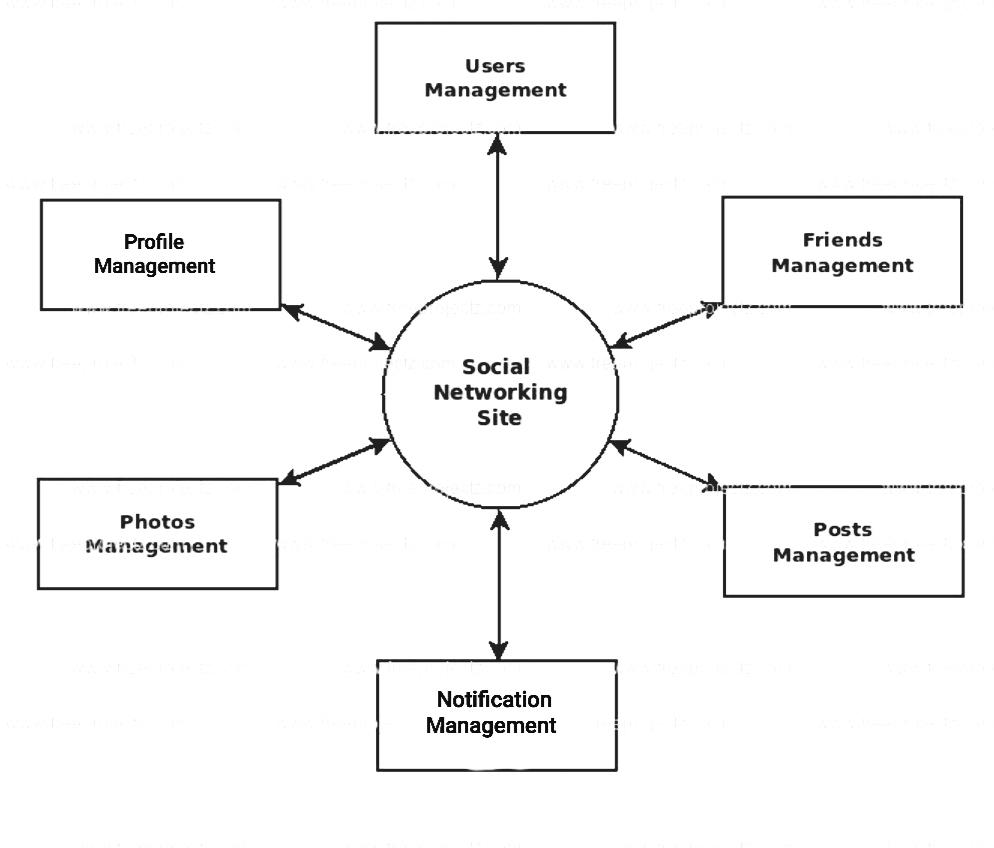 Users
Management
Profile
Management
Friends
Management
Social
Networking
Site
Photos
Management
Posts
Management
Notification
Management